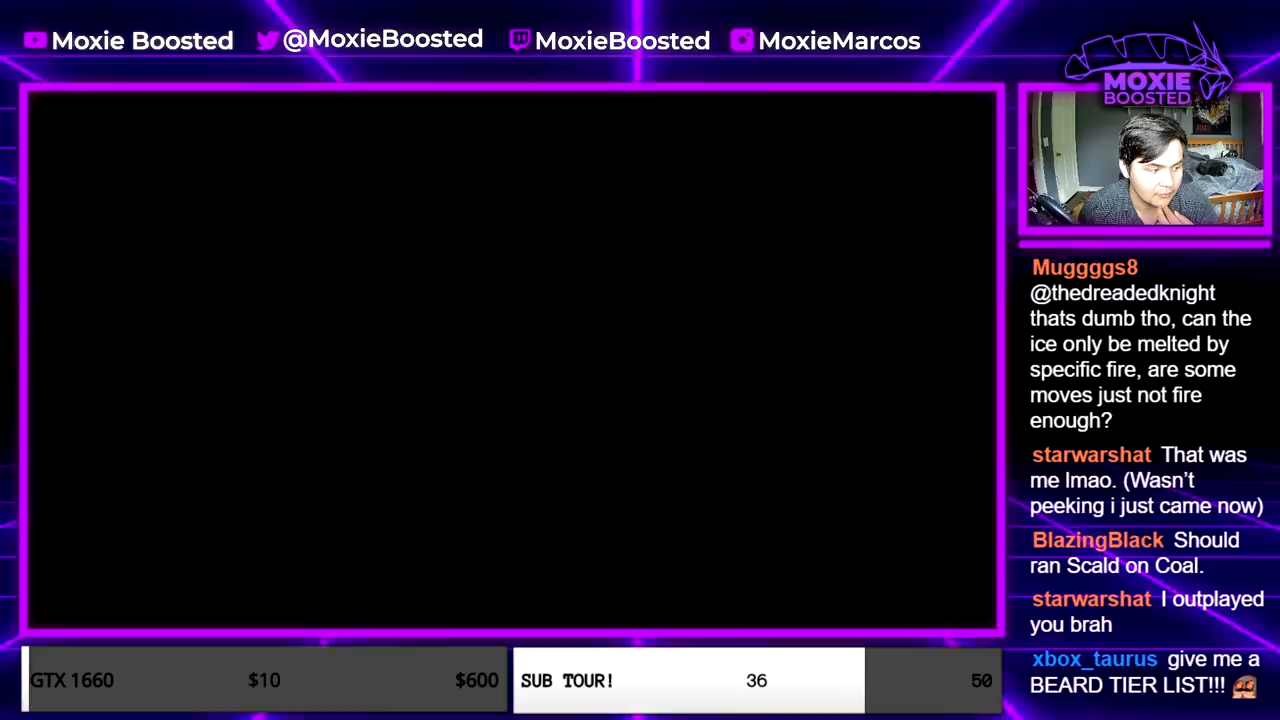 Moxie Boosted @MoxieBoosted MoxieBoosted MoxieMarcos
MOXIE
BOOSTED
Muggggs8
@thedreadedknight
thats dumb tho, can the
ice only be melted by
specific fire, are some
moves just not fire
enough?
starwarshat That was
me lmao. (Wasn't
peeking i just came now)
BlazingBlack Should
ran Scald on Coal.
starwarshat I outplayed
you brah
xbox_taurus give me a
BEARD TIER LIST!!!
GTX 1660 $10 $600 SUB TOUR! 36 50